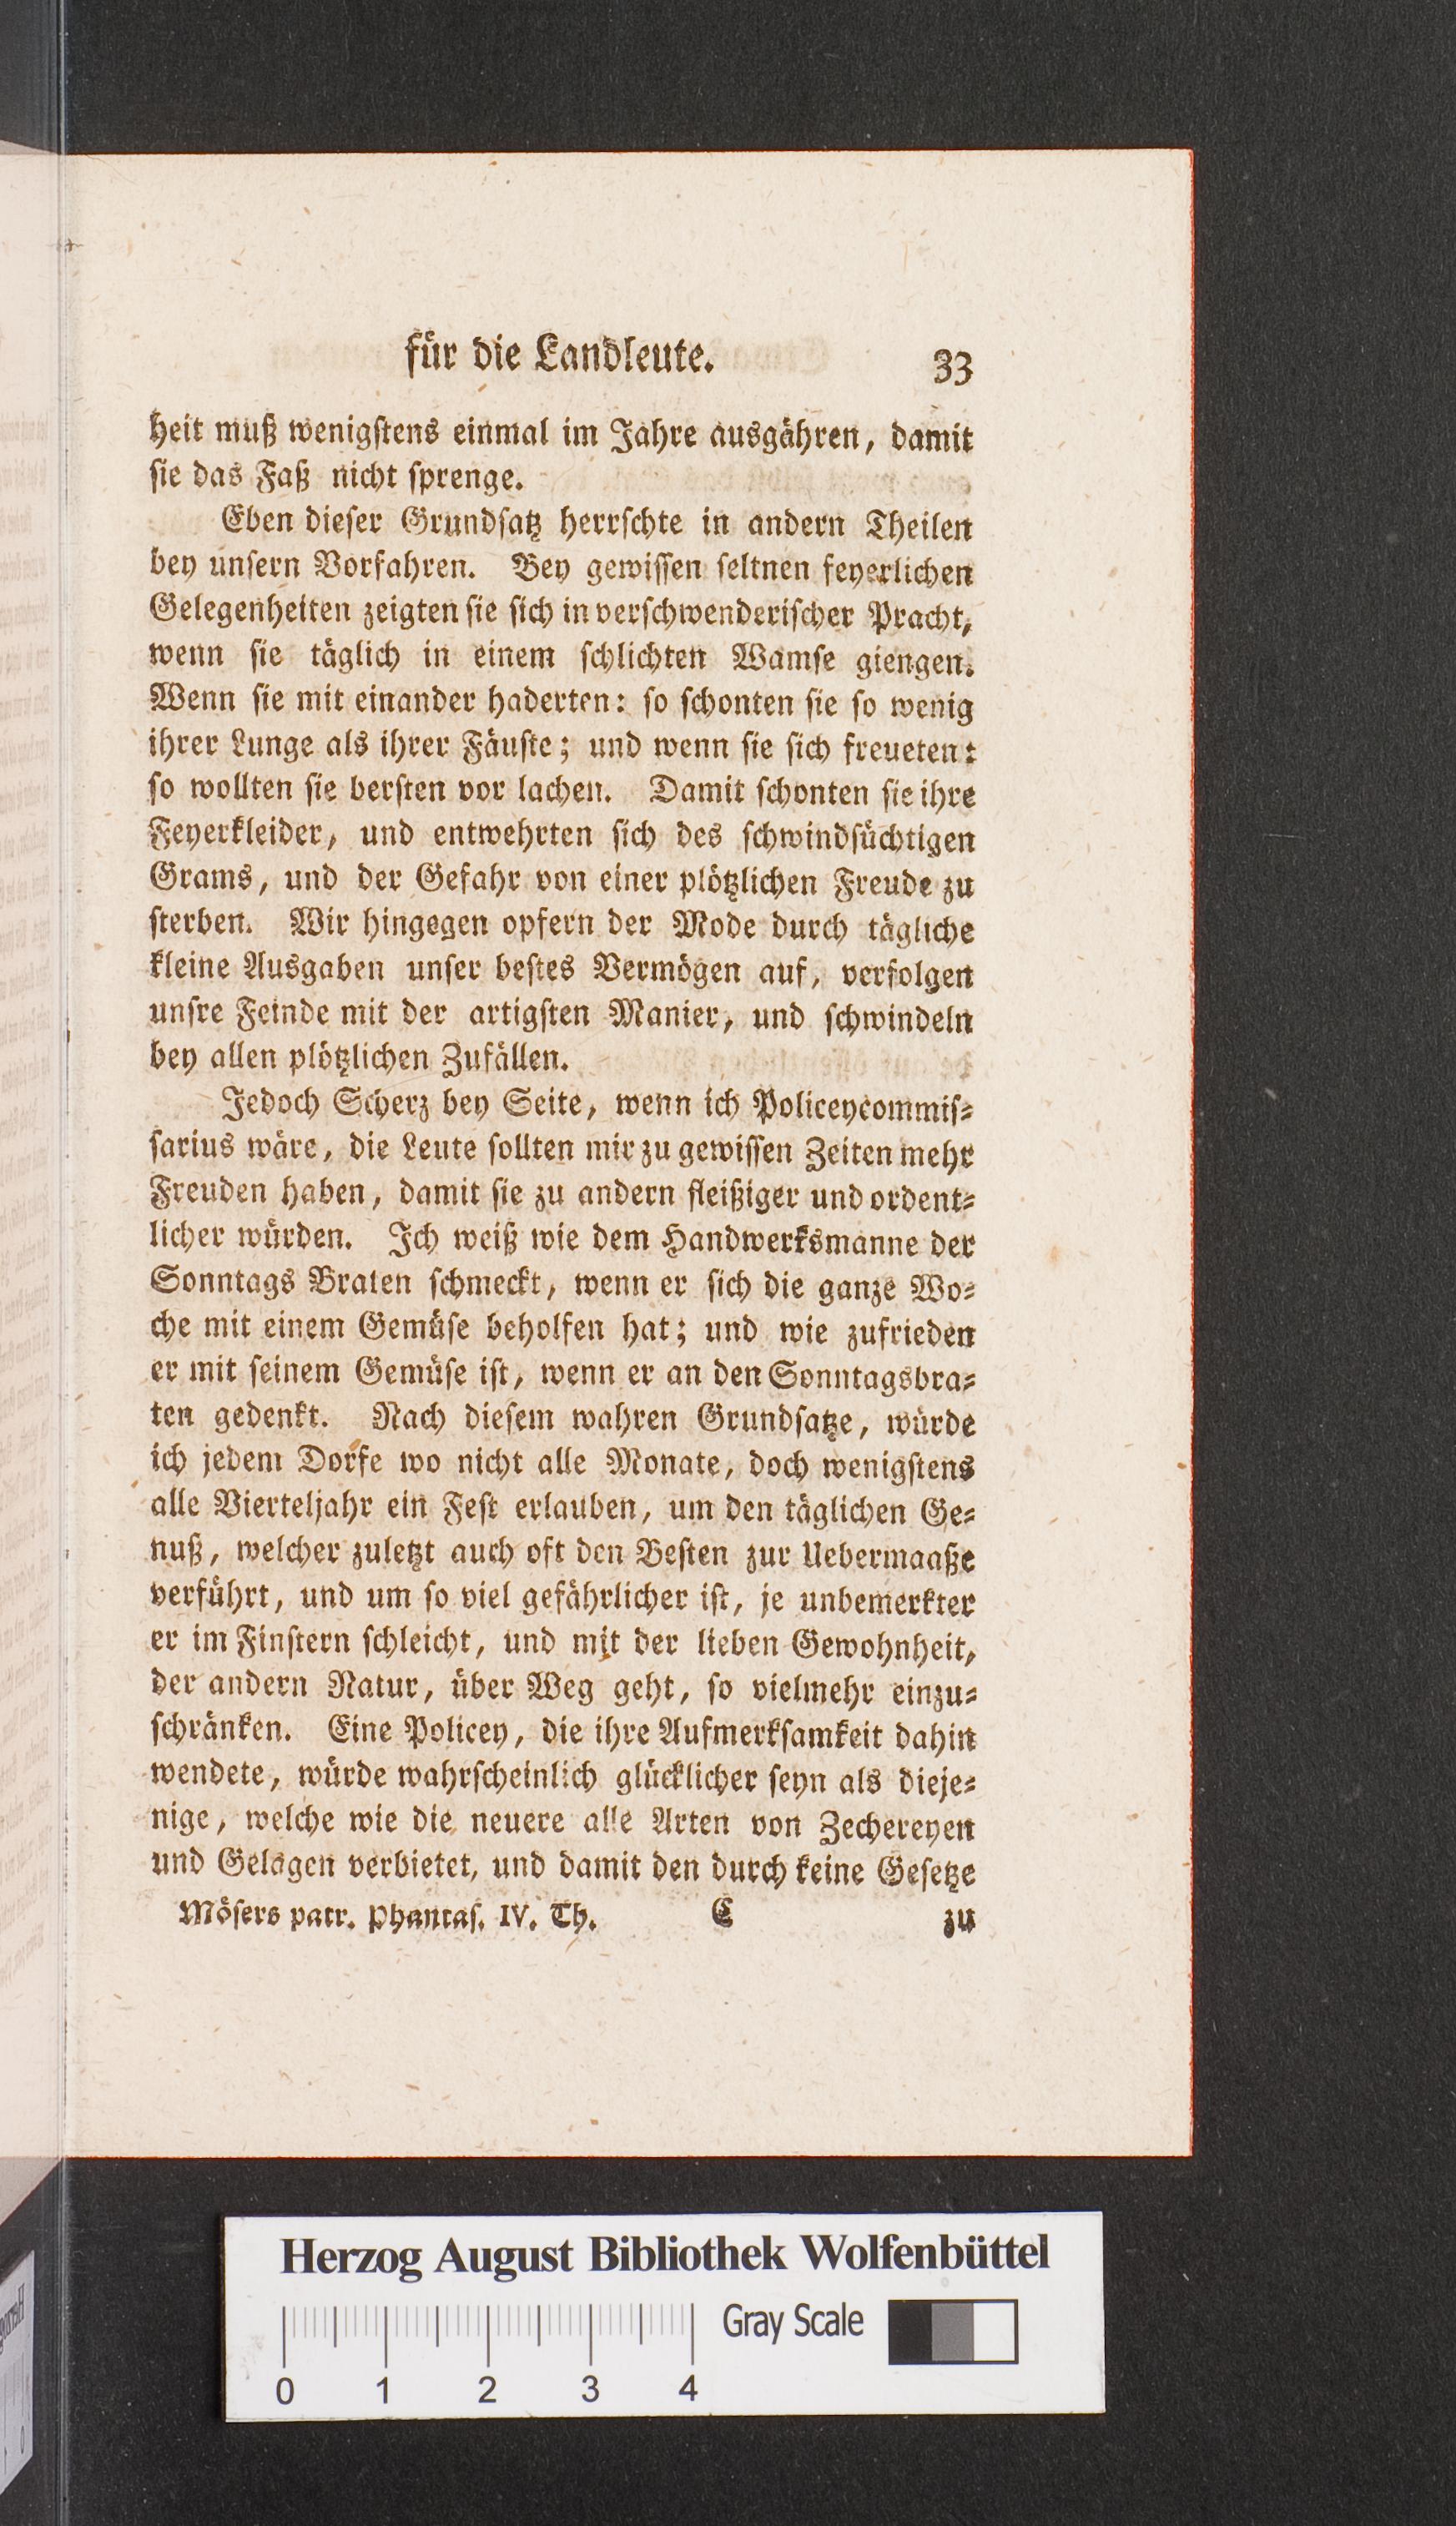 für die Landleute. 33
heit muß wenigſtens einmal im Jahre ausgähren, damit
ſie das Faß nicht ſprenge.
Eben dieſer Grundſatz herrſchte in andern Theilen
bey unſern Vorfahren. Bey gewiſſen ſeltnen feyerlichen
Gelegenheiten zeigten ſie ſich in verſchwenderiſcher Pracht,
wenn ſie täglich in einem ſchlichten Wamſe giengen.
Wenn ſie mit einander haderten: ſo ſchonten ſie ſo wenig
ihrer Lunge als ihrer Fäuſte; und wenn ſie ſich freueten:
ſo wollten ſie berſten vor lachen. Damit ſchonten ſie ihre
Feyerkleider, und entwehrten ſich des ſchwindſüchtigen
Grams, und der Gefahr von einer plötzlichen Freude zu
ſterben. Wir hingegen opfern der Mode durch tägliche
kleine Ausgaben unſer beſtes Vermögen auf, verfolgen
unſre Feinde mit der artigſten Manier, und ſchwindeln
bey allen plötzlichen Zufällen.
Jedoch Scherz bey Seite, wenn ich Policeycommiſ⸗
ſarius wäre, die Leute ſollten mir zu gewiſſen Zeiten mehr
Freuden haben, damit ſie zu andern fleißiger und ordent⸗
licher würden. Ich weiß wie dem Handwerksmanne der
Sonntags Braten ſchmeckt, wenn er ſich die ganze Wo⸗
che mit einem Gemüſe beholfen hat; und wie zufrieden
er mit ſeinem Gemüſe iſt, wenn er an den Sonntagsbra⸗
ten gedenkt. Nach dieſem wahren Grundſatze, würde
ich jedem Dorfe wo nicht alle Monate, doch wenigſtens
alle Vierteljahr ein Feſt erlauben, um den täglichen Ge⸗
nuß, welcher zuletzt auch oft den Beſten zur Uebermaaße
verführt, und um ſo viel gefährlicher iſt, je unbemerkter
er im Finſtern ſchleicht, und mit der lieben Gewohnheit,
der andern Natur, über Weg geht, ſo vielmehr einzu⸗
ſchränken. Eine Policey, die ihre Aufmerkſamkeit dahin
wendete, würde wahrſcheinlich glücklicher ſeyn als dieje⸗
nige, welche wie die neuere alle Arten von Zechereyen
und Gelagen verbietet, und damit den durch keine Geſetze
Möſers patr. Phantaſ. IV. Th. C zu
Herzog August Bibliothek Wolfenbüttel
Gray Scale
0 1 2 3 4